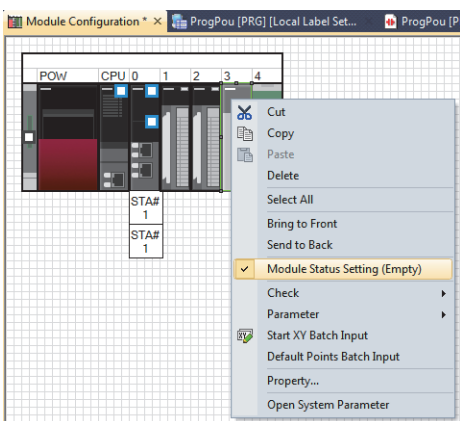 Module Configuration * × ProgPou [PRG] [Local Label Set... ProgPou [P
POW CPU 0 1 2 3 4
STA#
1
STA#
1
Cut
Copy
Paste
Delete
Select All
Bring to Front
Send to Back
Module Status Setting (Empty)
Check
Parameter
Start XY Batch Input
Default Points Batch Input
Property...
Open System Parameter